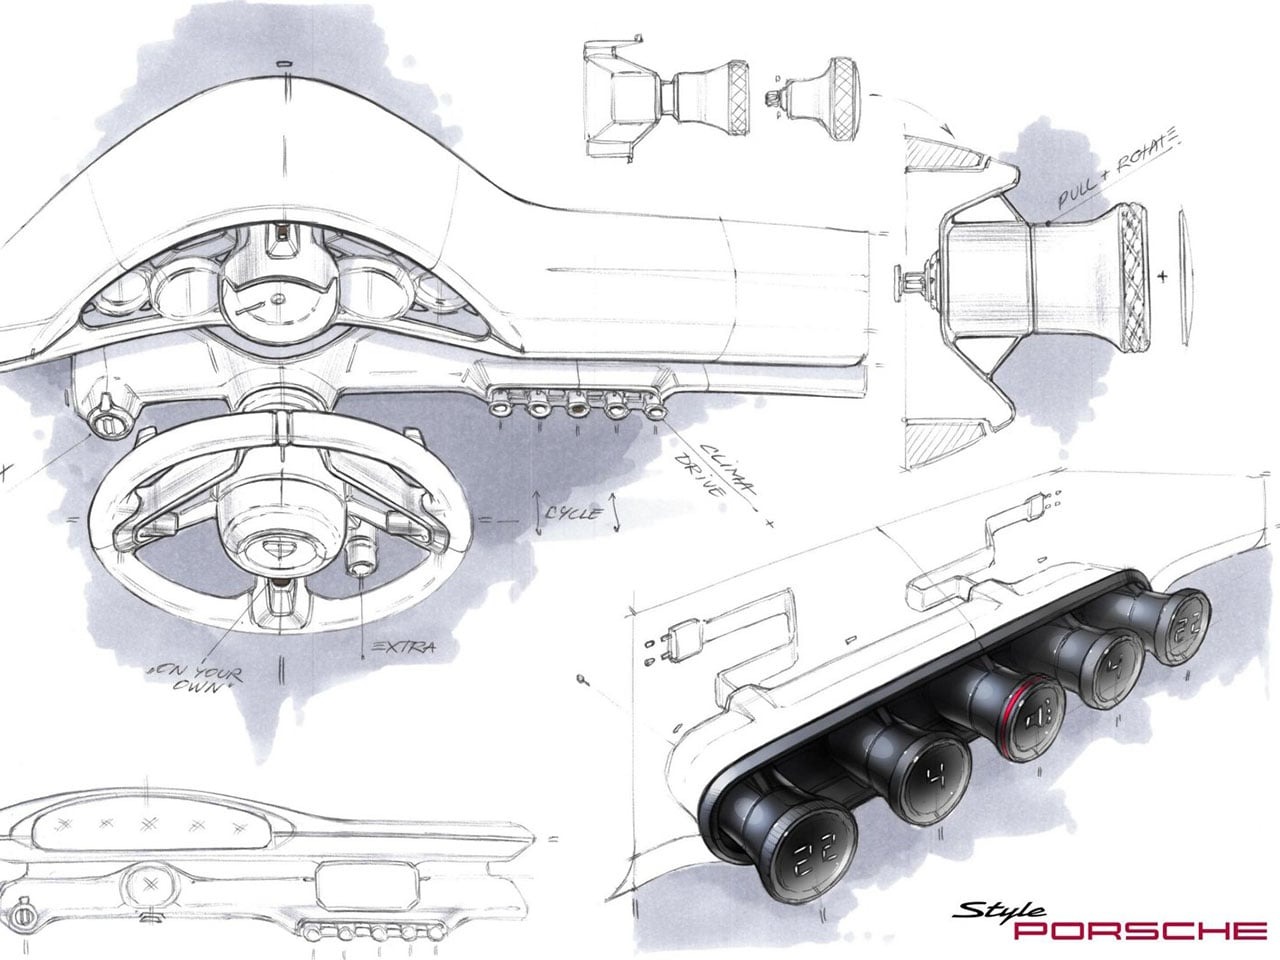 PULL + ROTATE
CLIMA
DRIVE
CYCLE
EXTRA
"ON YOUR
OWN"
22
4
4
22
Style
PORSCHE